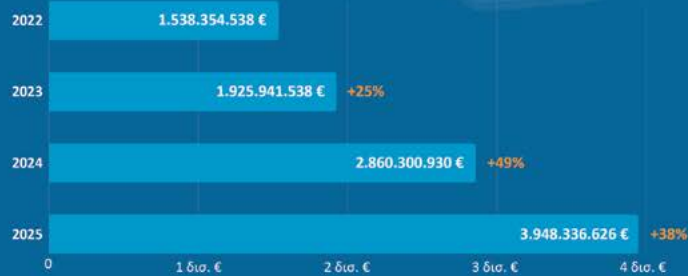 2022 1.538.354.538 €
2023 1.925.941.538 € +25%
2024 2.860.300.930 € +49%
2025 3.948.336.626 € +38%
0 1 δισ. € 2 δισ. € 3 δισ. € 4 δισ. €